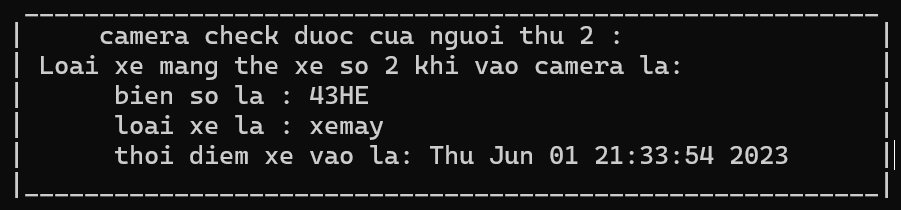 camera check duoc cua nguoi thu 2 :
Loai xe mang the xe so 2 khi vao camera la:
bien so la : 43HE
loai xe la : xemay
thoi diem xe vao la: Thu Jun 01 21:33:54 2023